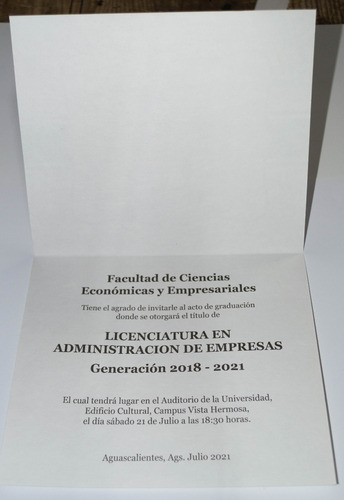 Facultad de Ciencias
Económicas y Empresariales
Tiene el agrado de invitarle al acto de graduación
donde se otorgará el título de
LICENCIATURA EN
ADMINISTRACION DE EMPRESAS
Generación 2018 - 2021
El cual tendrá lugar en el Auditorio de la Universidad,
Edificio Cultural, Campus Vista Hermosa,
el día sábado 21 de Julio a las 18:30 horas.
Aguascalientes, Ags. Julio 2021